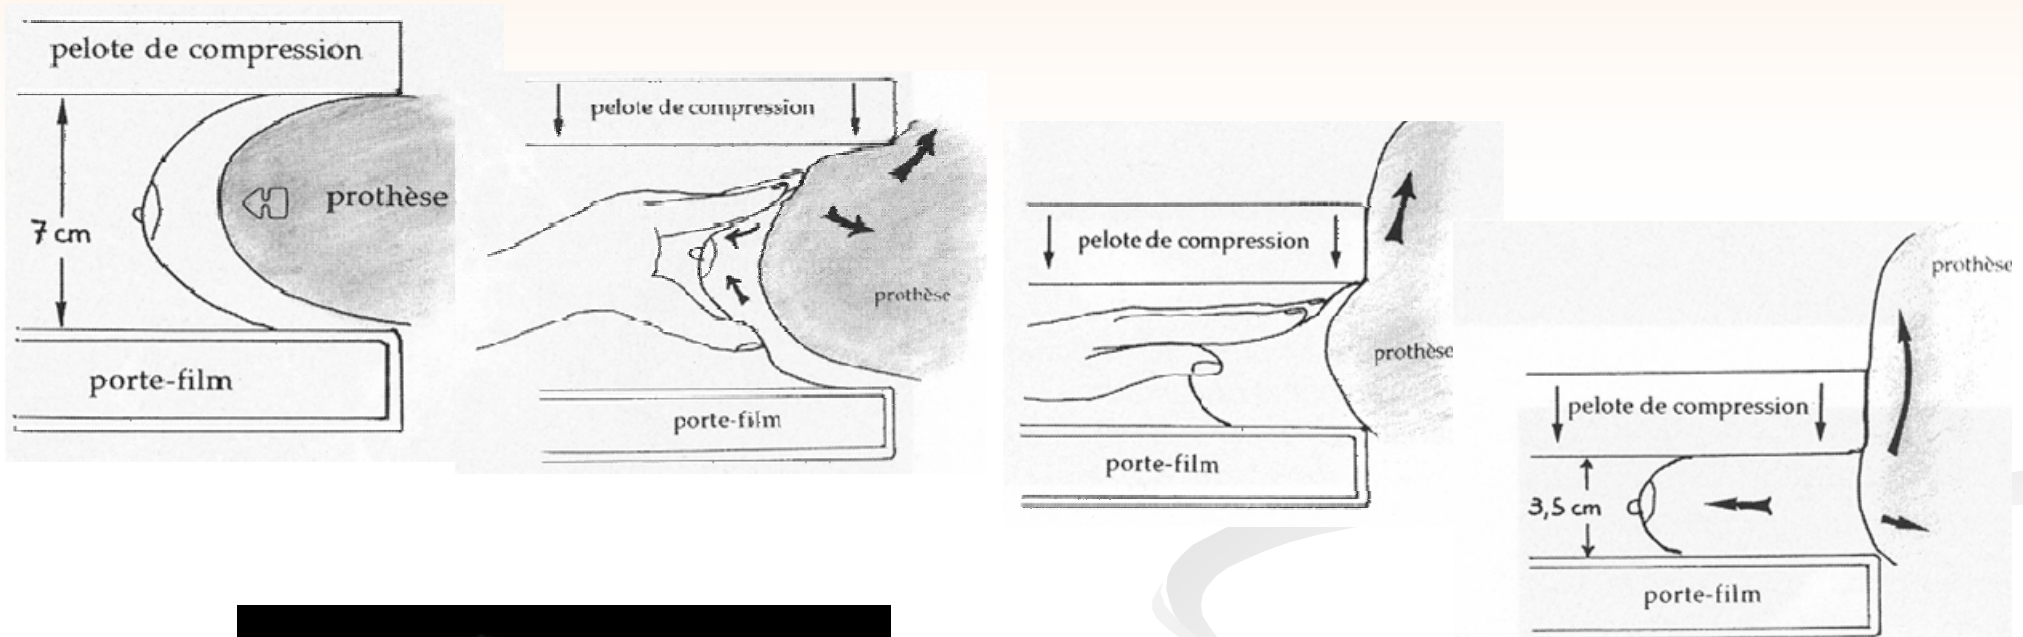 pelote de compression
7 cm
prothèse
porte-film
pelote de compression
prothèse
porte-film
pelote de compression
prothèse
porte-film
prothèse
pelote de compression
3,5 cm
porte-film